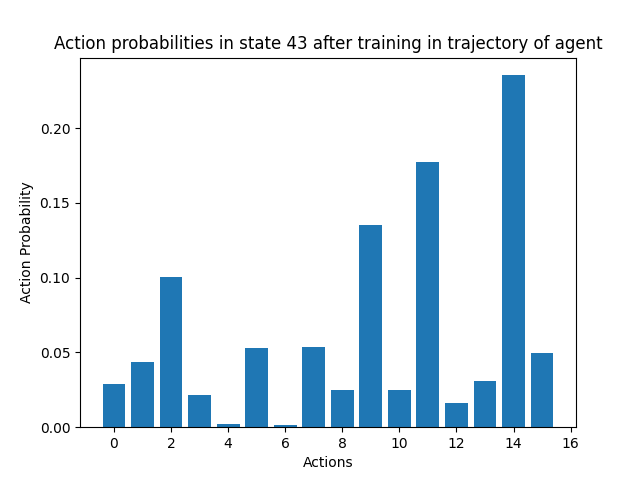 Action probabilities in state 43 after training in trajectory of agent
0.20
0.15
0.10
0.05
0.00
Action Probability
0 2 4 6 8 10 12 14 16
Actions